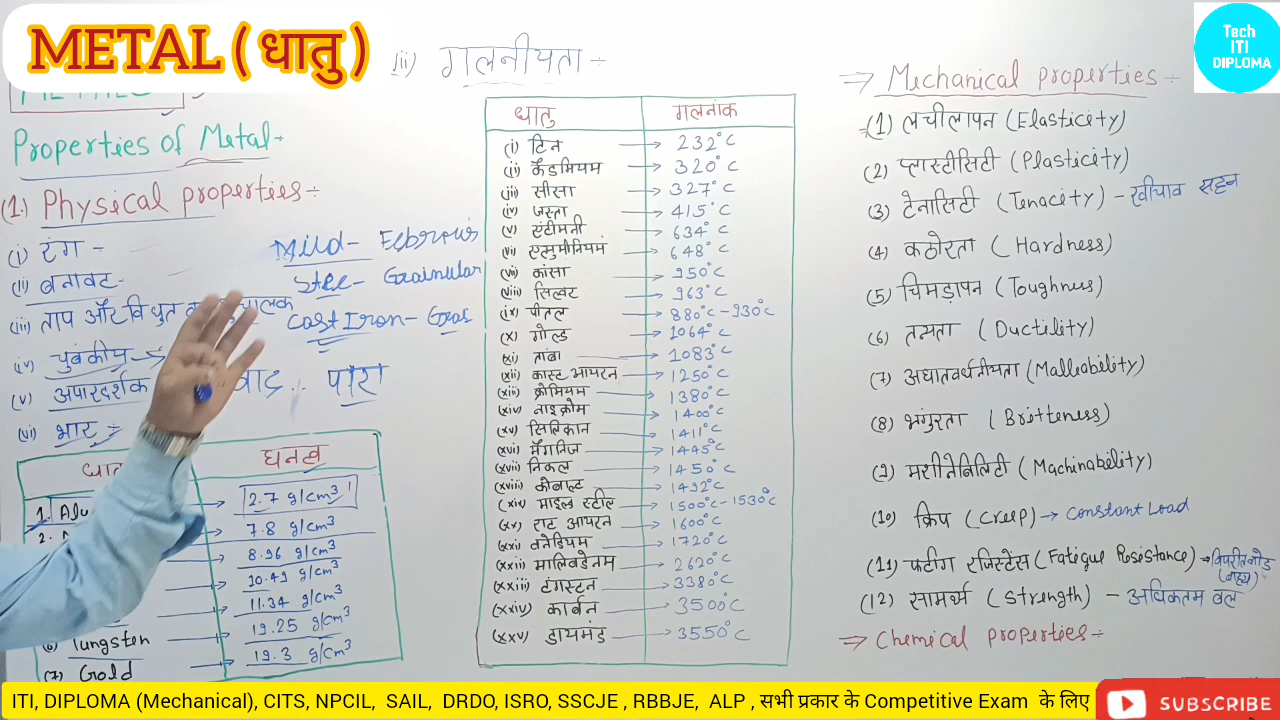 METAL ( धातु )
Tech
ITI
DIPLOMA
Properties of Metal
(1.) Physical properties ÷
(i) रंग -
(ii) बनावट -
(iii) ताप और विधुत चालक
(iv) चुबंकीय →
(v) अपारदर्शक
पारा
(vi) भार ÷
Mild -
Steel - Grainular
Cast Iron -
घनत्व
1. Alu → 2.7 g/cm³
2. → 7.8 g/cm³
8.96 g/cm³
10.49 g/cm³
11.34 g/cm³
(6) Tungsten 19.25 g/cm³
(7) Gold → 19.3 g/cm³
(ii) गलनीयता ÷
धातु गलनांक
(i) टिन → 232°C
(ii) कैडमियम → 320°C
(iii) सीसा → 327°C
(iv) जस्ता → 415°C
(v) एंटीमनी → 634°C
(vi) एल्युमीनियमं → 648°C
(vii) कांसा → 950°C
(viii) सिल्वर → 963°C
(ix) पीतल → 880°C - 930°C
(x) गोल्ड → 1064°C
(xi) तांबा → 1083°C
(xii) कास्ट आयरन → 1250°C
(xiii) क्रोमियम → 1380°C
(xiv) नाइक्रोम → 1400°C
(xv) सिलिकान → 1411°C
(xvi) मैंगनिज → 1445°C
(xvii) निकल → 1450°C
(xviii) कोबाल्ट → 1492°C
(xix) माइल्ड स्टील → 1500°C - 1530°C
(xx) राट आयरन → 1600°C
(xxi) वनेडियम → 1720°C
(xxii) मालिबडेनम → 2620°C
(xxiii) टंगस्टन → 3380°C
(xxiv) कार्बन → 3500°C
(xxv) डायमंड → 3550°C
⇒ Mechanical properties ÷
(1) लचीलापन (Elasticity)
(2) प्लास्टीसिटी (Plasticity)
(3) टेनासिटी (Tenacity) - खीचाव सहन
(4) कठोरता (Hardness)
(5) चिमड़ापन (Toughness)
(6) तन्यता (Ductility)
(7) अघातवर्धनीयता (Malleability)
(8) भंगुरता (Britteness)
(9) मशीनेबिलिटी (Machinability)
(10) क्रिप (Creep) → Constant Load
(11) फटीग रजिस्टेंस (Fatigue Resistance) →
(12) सामर्थ्य (Strength) - अधिकतम बल
⇒ Chemical properties ÷
ITI, DIPLOMA (Mechanical), CITS, NPCIL, SAIL, DRDO, ISRO, SSCJE , RBBJE, ALP , सभी प्रकार के Competitive Exam के लिए
SUBSCRIBE